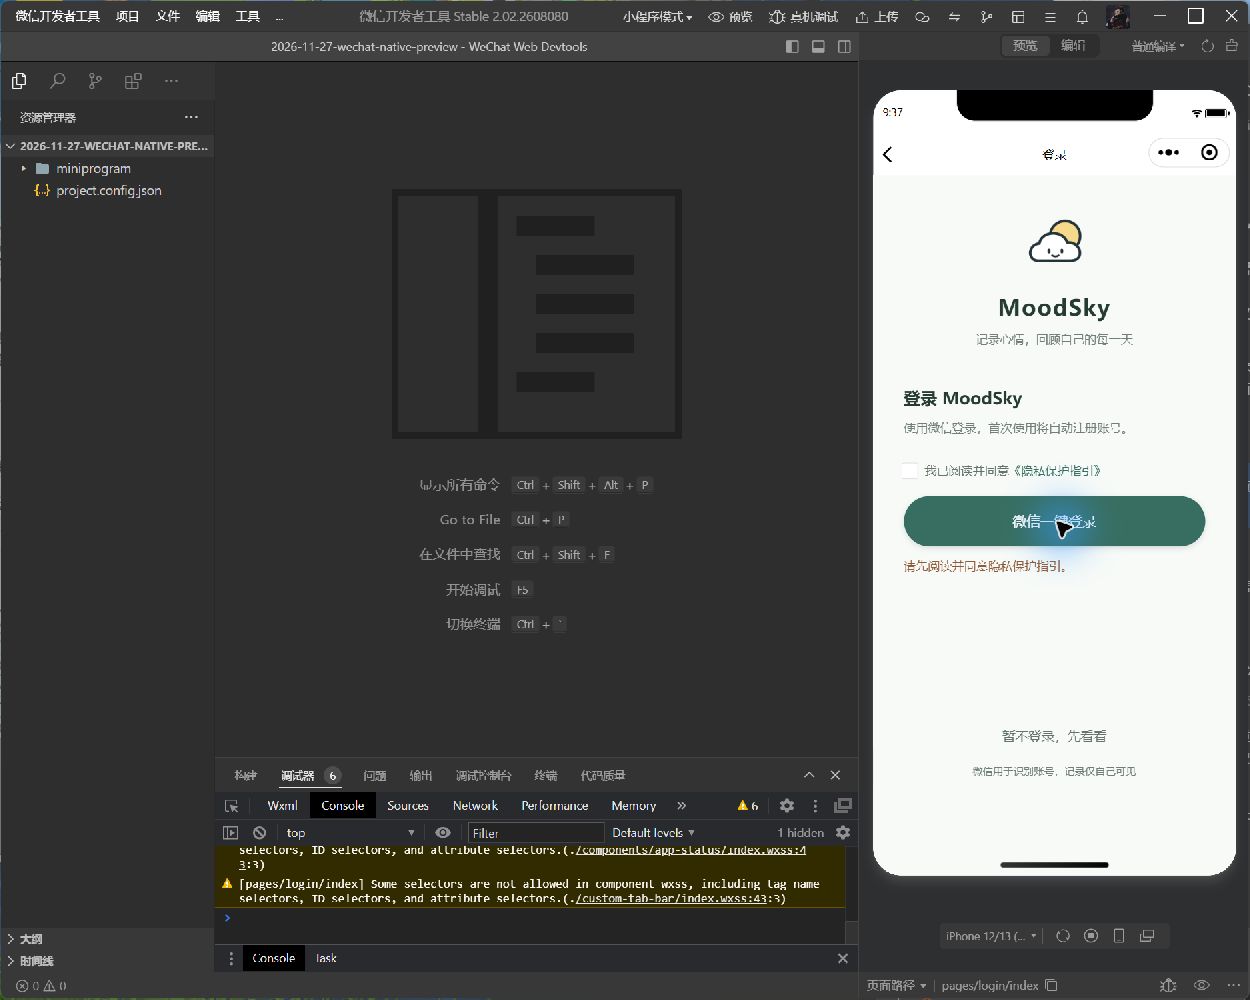 微信开发者工具 项目 文件 编辑 工具 ... 微信开发者工具 Stable 2.02.2608080 小程序模式 预览 真机调试 上传
2026-11-27-wechat-native-preview - WeChat Web Devtools
预览 编辑 普通编译
资源管理器
2026-11-27-WECHAT-NATIVE-PRE...
miniprogram
project.config.json
显示所有命令 Ctrl + Shift + Alt + P
Go to File Ctrl + P
在文件中查找 Ctrl + Shift + F
开始调试 F5
切换终端 Ctrl + `
构建 调试器 6 问题 输出 调试控制台 终端 代码质量
Wxml Console Sources Network Performance Memory » 6
top Filter Default levels 1 hidden
selectors, ID selectors, and attribute selectors.(./components/app-status/index.wxss:4
3:3)
[pages/login/index] Some selectors are not allowed in component wxss, including tag name
selectors, ID selectors, and attribute selectors.(./custom-tab-bar/index.wxss:43:3)
Console Task
大纲
时间线
0 0
9:37
登录
MoodSky
记录心情，回顾自己的每一天
登录 MoodSky
使用微信登录，首次使用将自动注册账号。
我已阅读并同意《隐私保护指引》
微信一键登录
请先阅读并同意隐私保护指引。
暂不登录，先看看
微信用于识别账号，记录仅自己可见
iPhone 12/13 (...
页面路径 pages/login/index